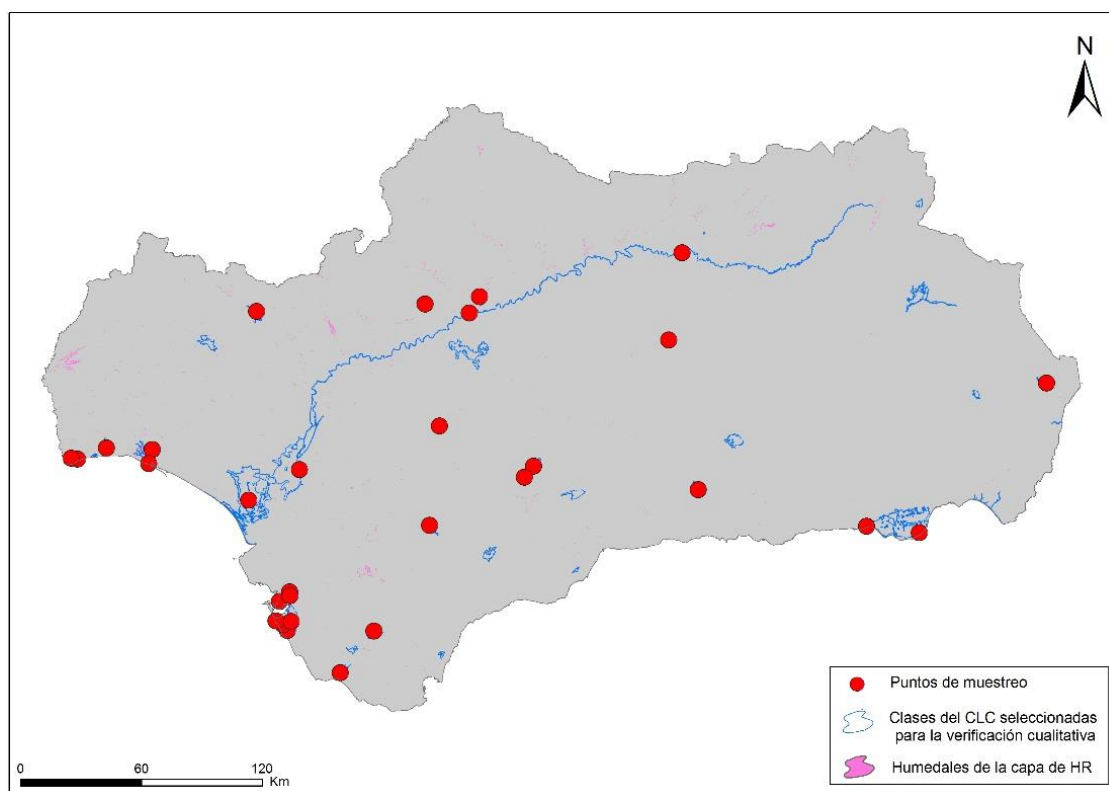 N
Puntos de muestreo
Clases del CLC seleccionadas
para la verificación cualitativa
Humedales de la capa de HR
0 60 120
Km